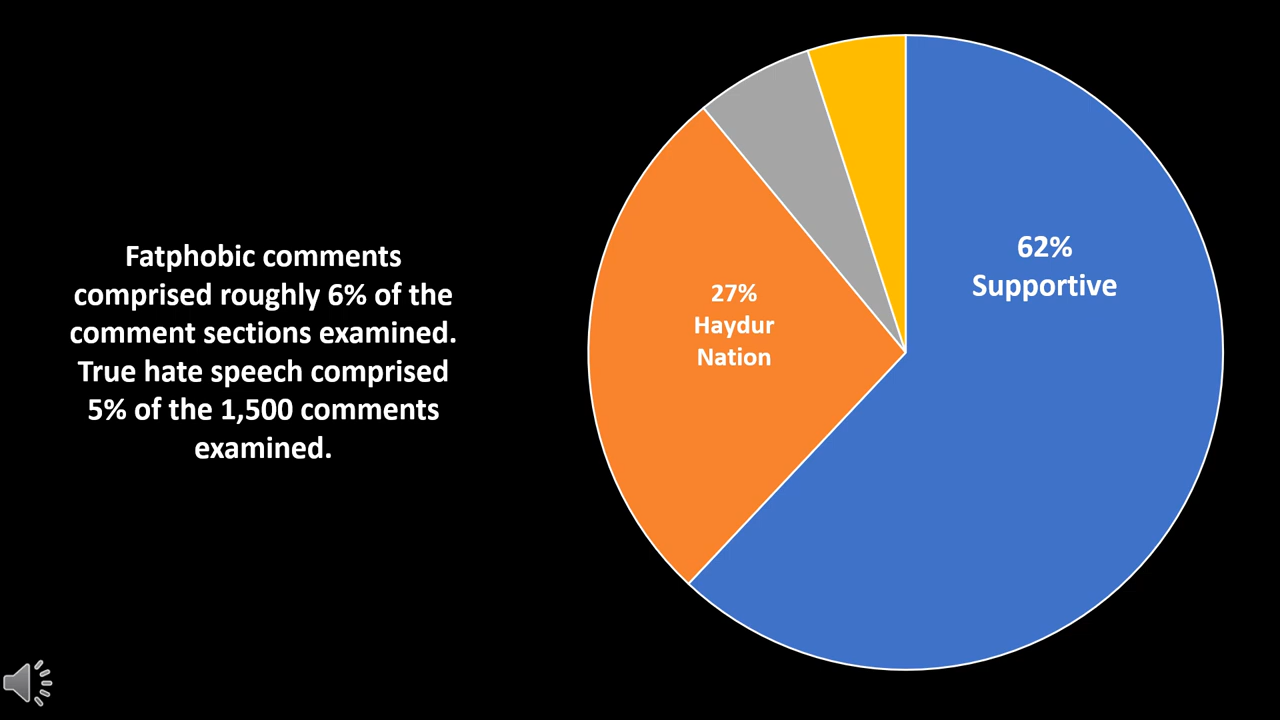 Fatphobic comments
comprised roughly 6% of the
comment sections examined.
True hate speech comprised
5% of the 1,500 comments
examined.
27%
Haydur
Nation
62%
Supportive